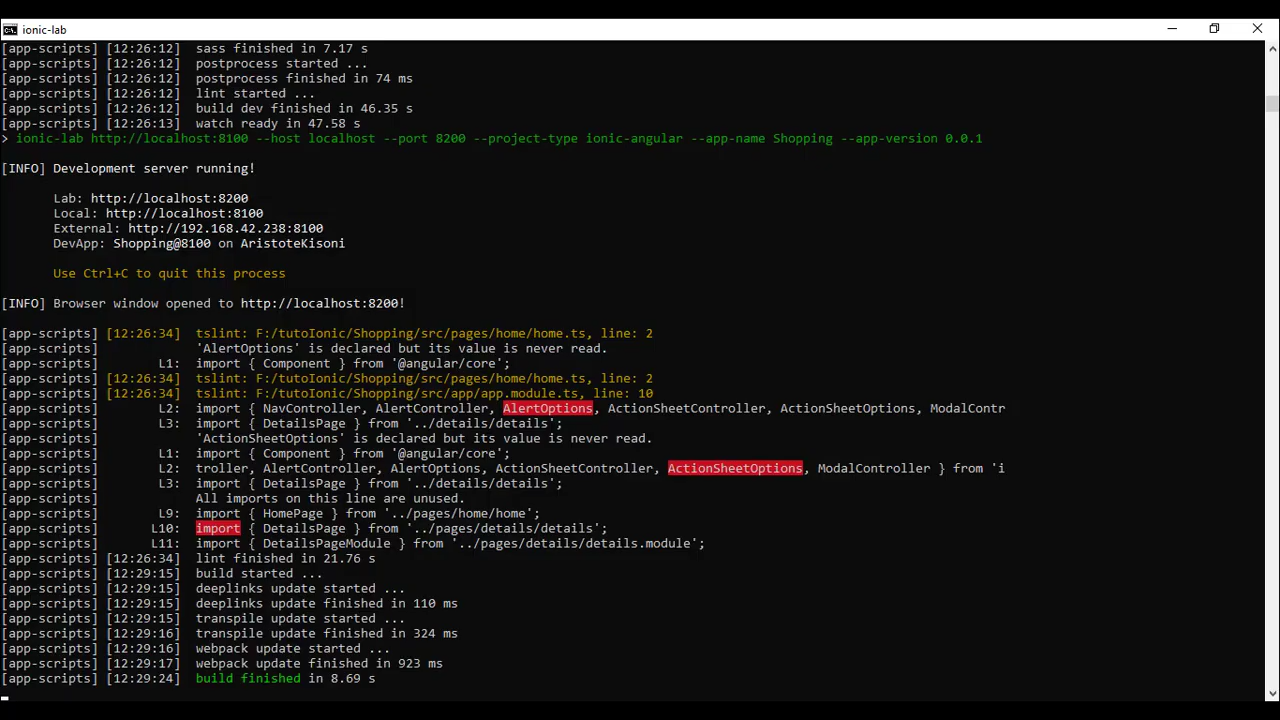 ionic-lab
[app-scripts] [12:26:12]  sass finished in 7.17 s
[app-scripts] [12:26:12]  postprocess started ...
[app-scripts] [12:26:12]  postprocess finished in 74 ms
[app-scripts] [12:26:12]  lint started ...
[app-scripts] [12:26:12]  build dev finished in 46.35 s
[app-scripts] [12:26:13]  watch ready in 47.58 s
> ionic-lab http://localhost:8100 --host localhost --port 8200 --project-type ionic-angular --app-name Shopping --app-version 0.0.1
[INFO] Development server running!
Lab: http://localhost:8200
Local: http://localhost:8100
External: http://192.168.42.238:8100
DevApp: Shopping@8100 on AristoteKisoni
Use Ctrl+C to quit this process
[INFO] Browser window opened to http://localhost:8200!
[app-scripts] [12:26:34]  tslint: F:/tutoIonic/Shopping/src/pages/home/home.ts, line: 2
[app-scripts]             'AlertOptions' is declared but its value is never read.
[app-scripts]        L1:  import { Component } from '@angular/core';
[app-scripts] [12:26:34]  tslint: F:/tutoIonic/Shopping/src/pages/home/home.ts, line: 2
[app-scripts] [12:26:34]  tslint: F:/tutoIonic/Shopping/src/app/app.module.ts, line: 10
[app-scripts]        L2:  import { NavController, AlertController, AlertOptions, ActionSheetController, ActionSheetOptions, ModalContr
[app-scripts]        L3:  import { DetailsPage } from '../details/details';
[app-scripts]             'ActionSheetOptions' is declared but its value is never read.
[app-scripts]        L1:  import { Component } from '@angular/core';
[app-scripts]        L2:  troller, AlertController, AlertOptions, ActionSheetController, ActionSheetOptions, ModalController } from 'i
[app-scripts]        L3:  import { DetailsPage } from '../details/details';
[app-scripts]             All imports on this line are unused.
[app-scripts]        L9:  import { HomePage } from '../pages/home/home';
[app-scripts]       L10:  import { DetailsPage } from '../pages/details/details';
[app-scripts]       L11:  import { DetailsPageModule } from '../pages/details/details.module';
[app-scripts] [12:26:34]  lint finished in 21.76 s
[app-scripts] [12:29:15]  build started ...
[app-scripts] [12:29:15]  deeplinks update started ...
[app-scripts] [12:29:15]  deeplinks update finished in 110 ms
[app-scripts] [12:29:15]  transpile update started ...
[app-scripts] [12:29:16]  transpile update finished in 324 ms
[app-scripts] [12:29:16]  webpack update started ...
[app-scripts] [12:29:17]  webpack update finished in 923 ms
[app-scripts] [12:29:24]  build finished in 8.69 s